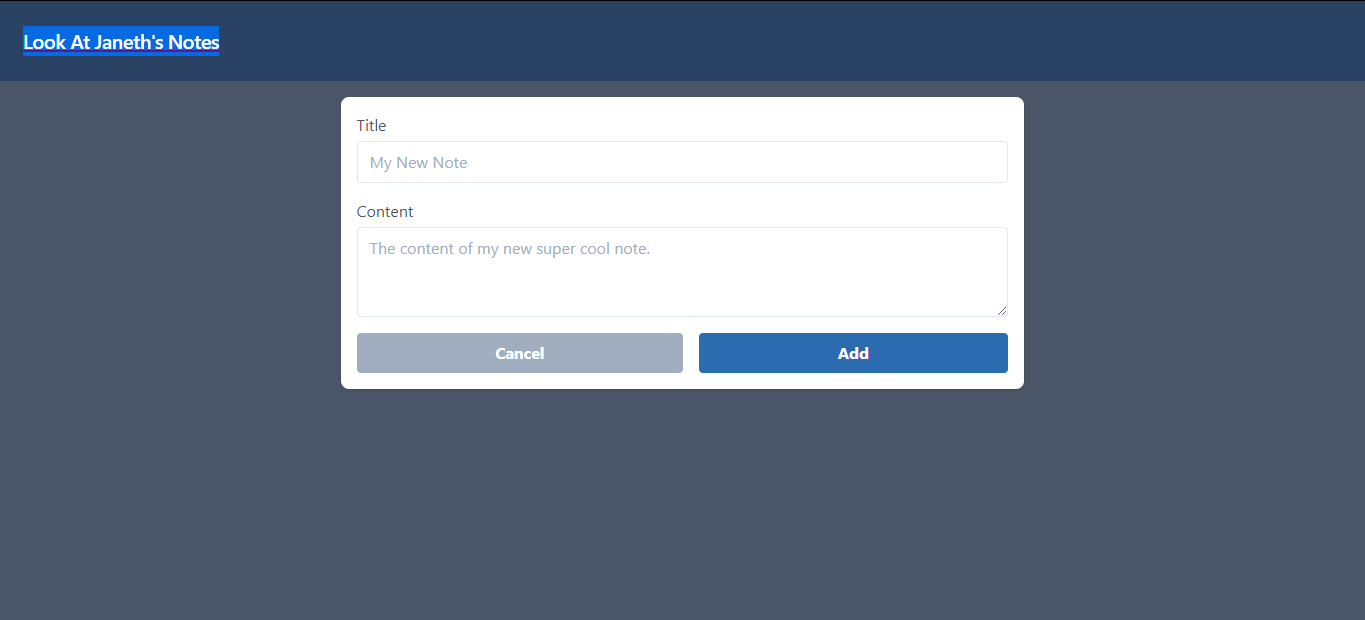 Look At Janeth's Notes
Title
My New Note
Content
The content of my new super cool note.
Cancel
Add